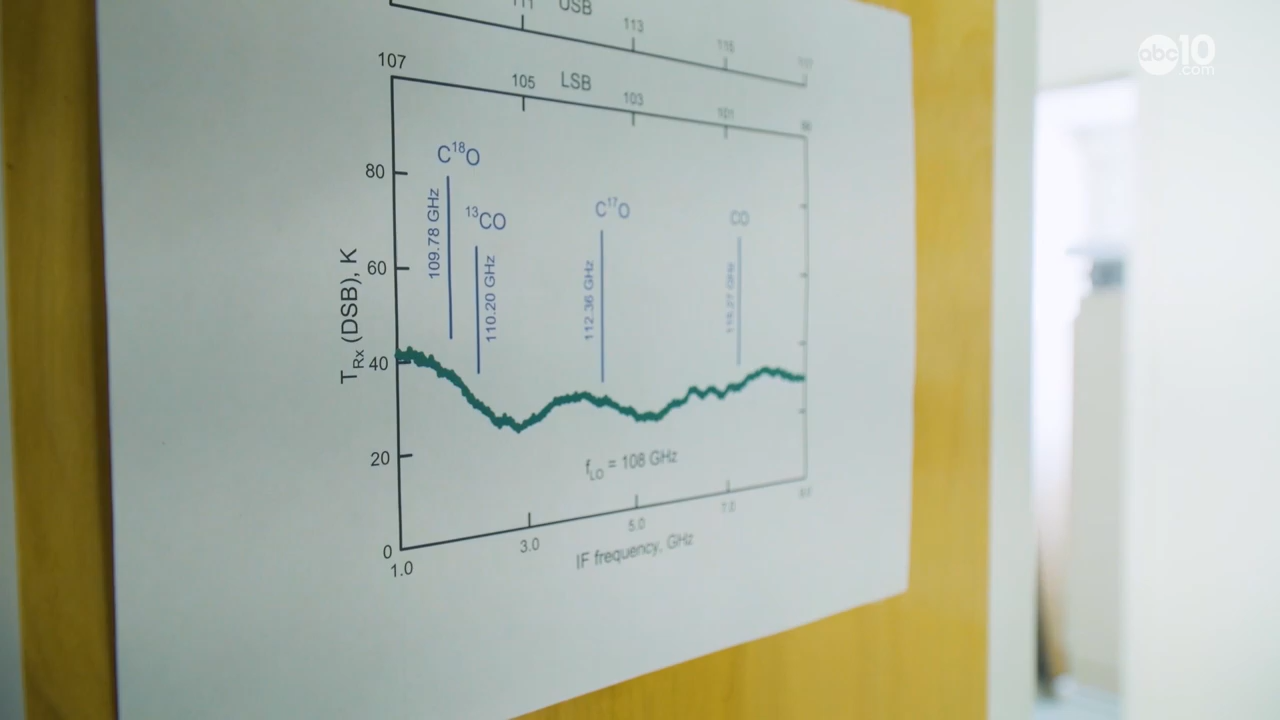 111 USB 113 115
abc10
.com
107
105 LSB 103 101
80
C¹⁸O
109.78 GHz
¹³CO
110.20 GHz
C¹⁷O
112.36 GHz
CO
60
T_Rx (DSB), K
40
20
f_LO = 108 GHz
0
1.0 3.0 5.0 7.0
IF frequency, GHz